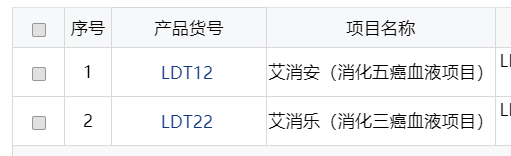 序号 产品货号 项目名称
1 LDT12 艾消安（消化五癌血液项目）
2 LDT22 艾消乐（消化三癌血液项目）